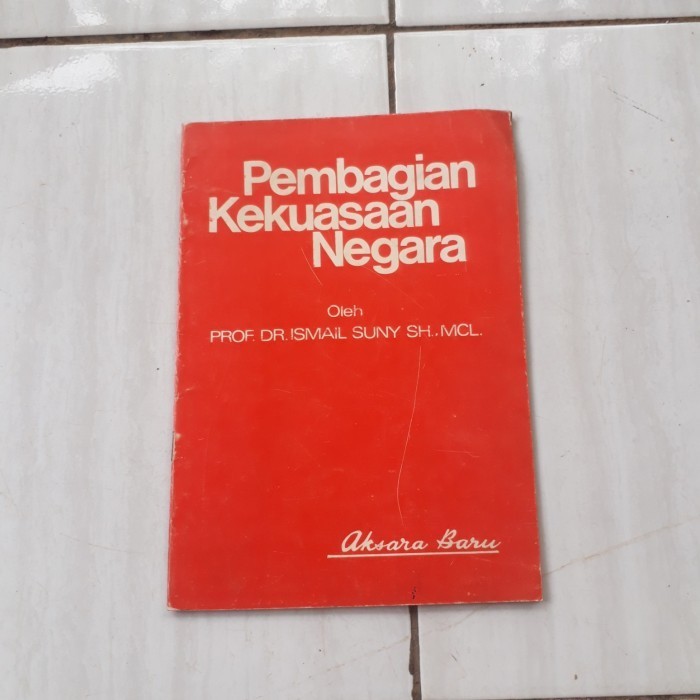 Pembagian
Kekuasaan
Negara
Oleh
PROF. DR. ISMAiL SUNY SH., MCL.
Aksara Baru